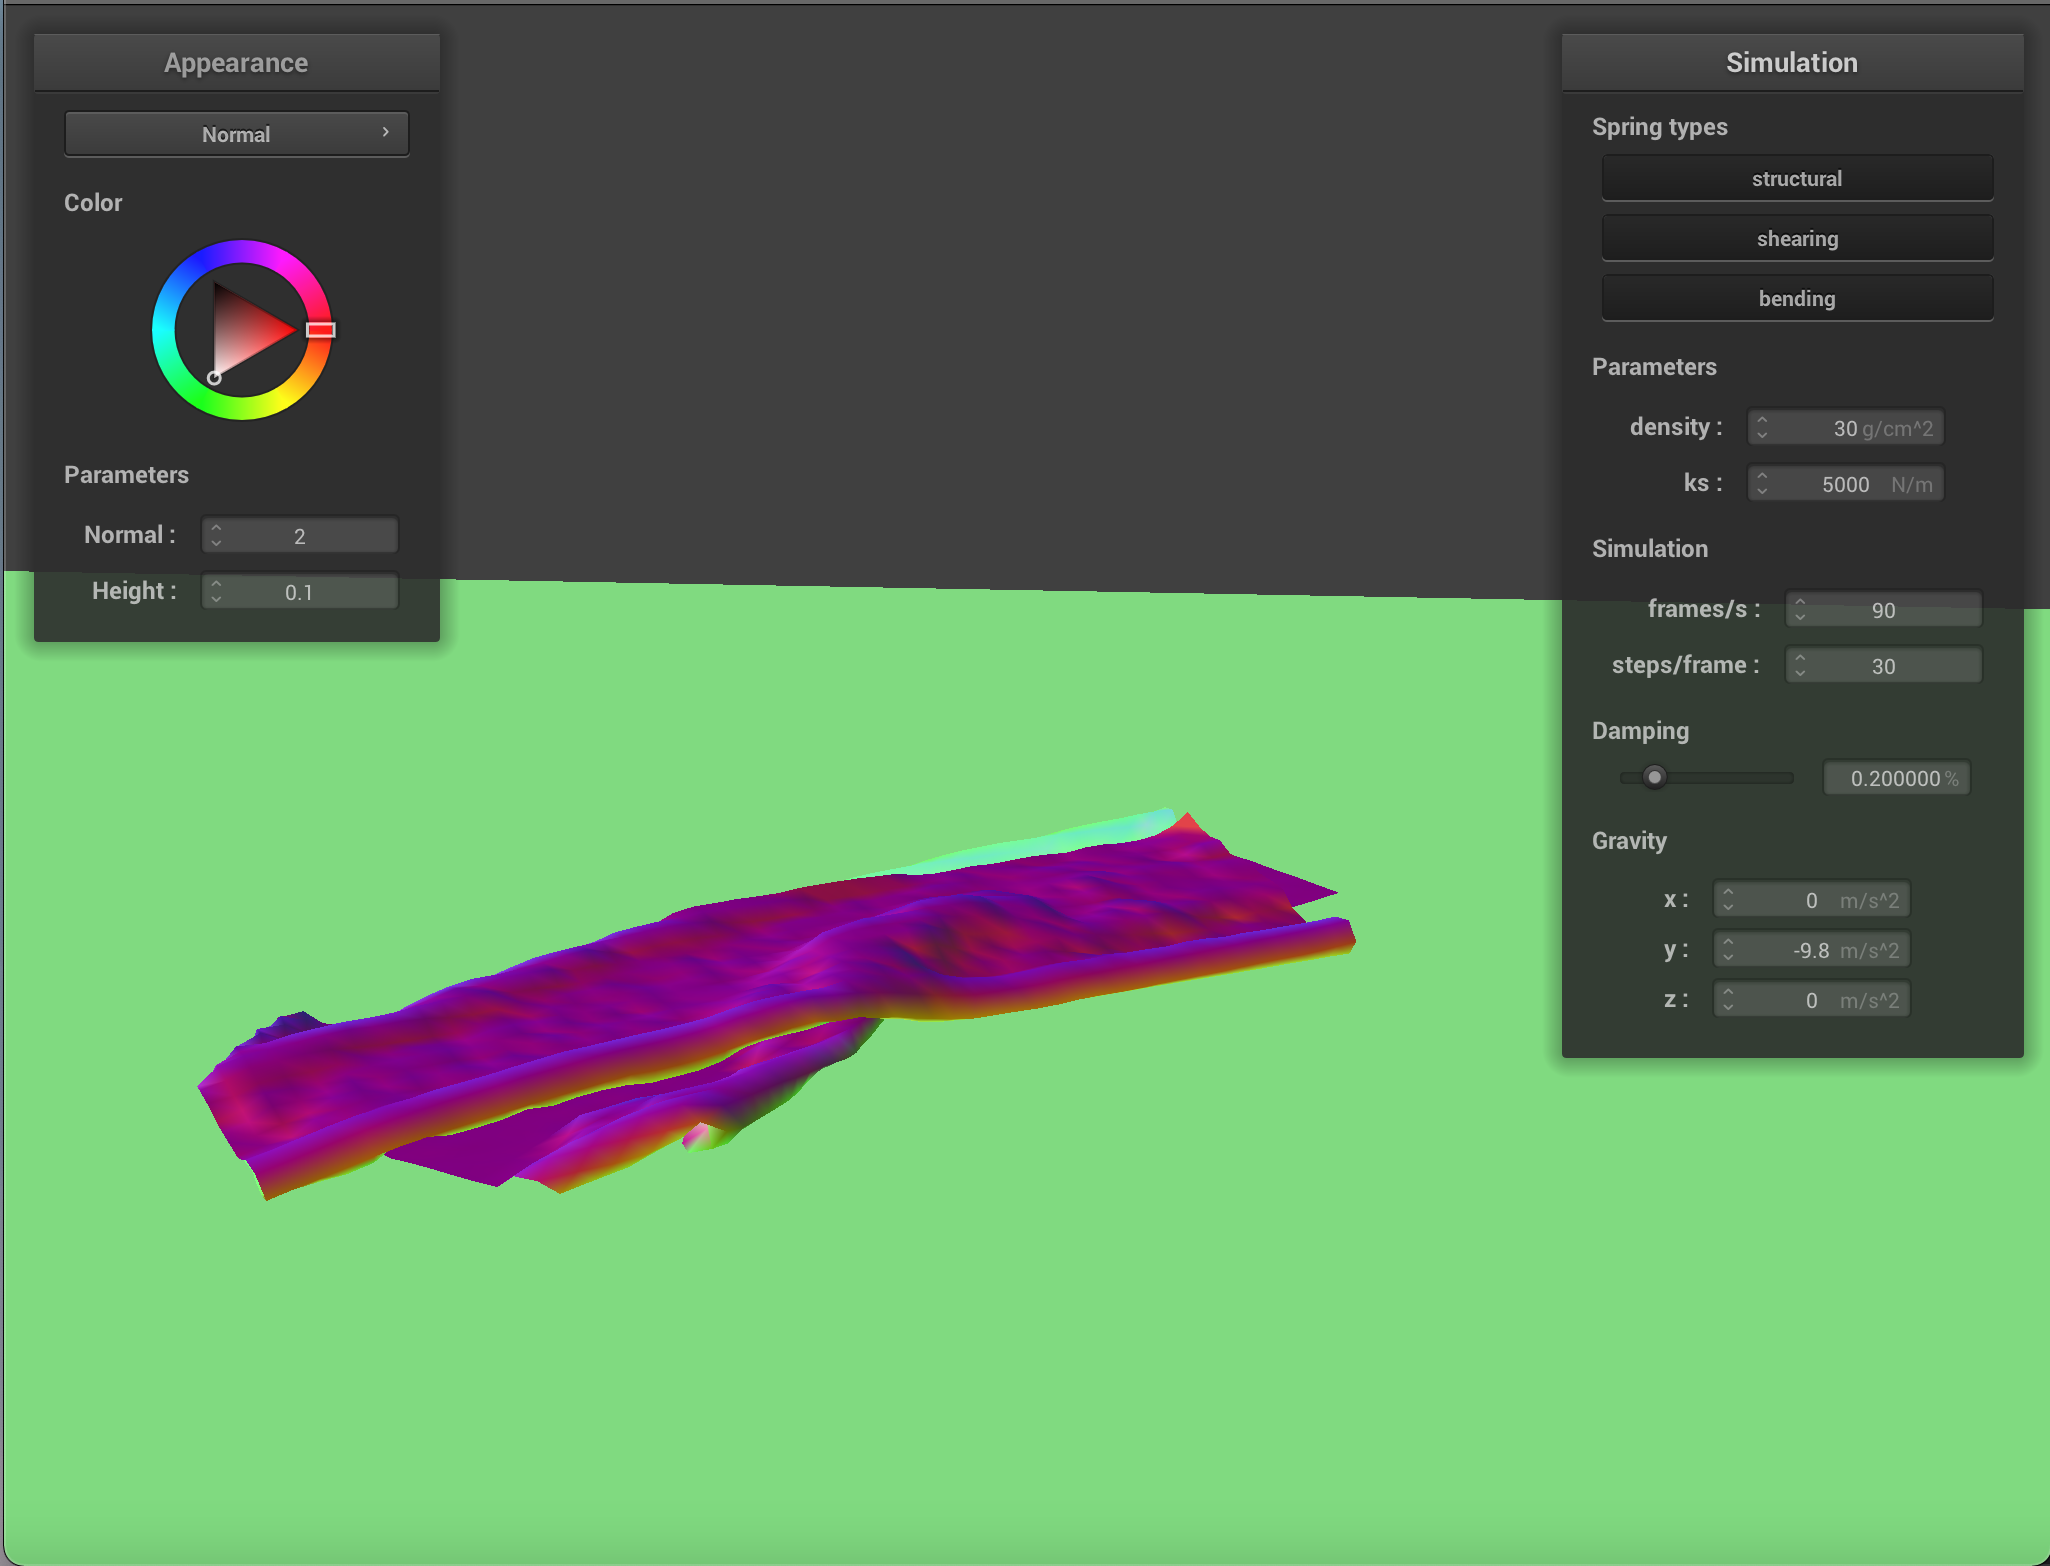 Appearance
Normal
Color
Parameters
Normal : 2
Height : 0.1
Simulation
Spring types
structural
shearing
bending
Parameters
density : 30 g/cm^2
ks : 5000 N/m
Simulation
frames/s : 90
steps/frame : 30
Damping
0.200000 %
Gravity
x : 0 m/s^2
y : -9.8 m/s^2
z : 0 m/s^2